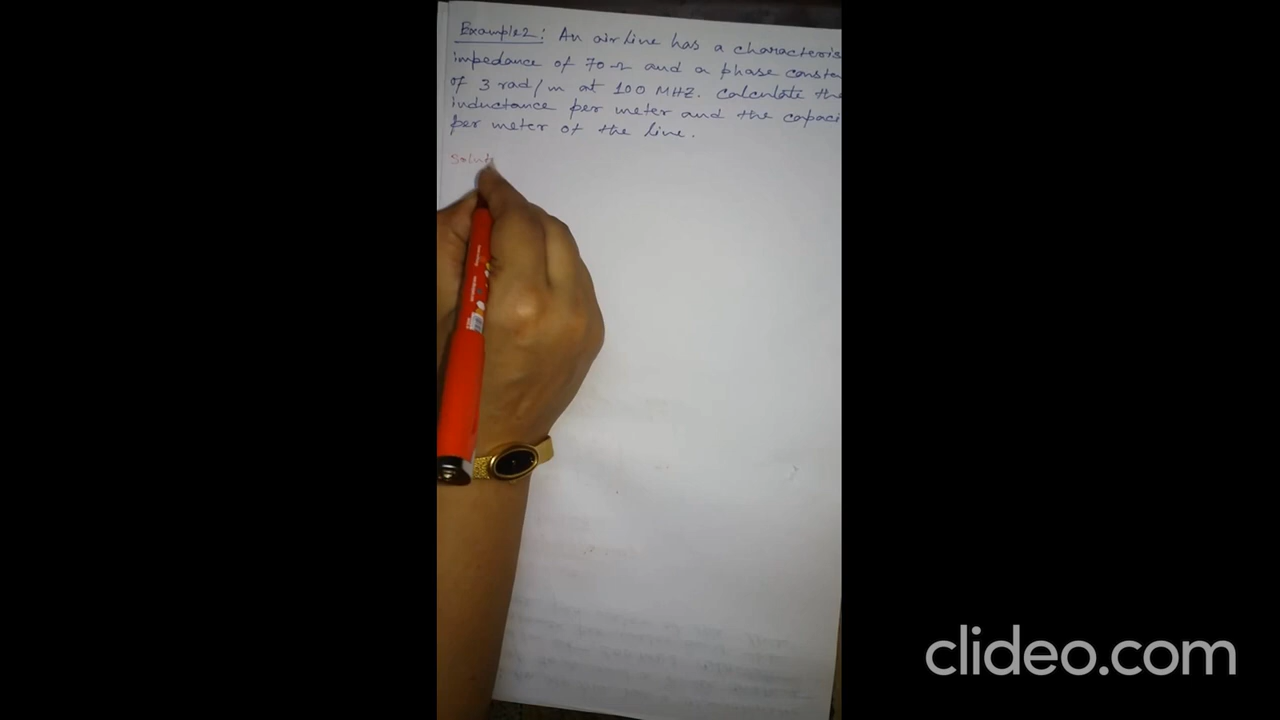 Example 2: An air line has a characteris
impedance of 70 Ω and a phase consta
of 3 rad/m at 100 MHZ. Calculate the
inductance per meter and the capaci
per meter of the line.
Solut
clideo.com